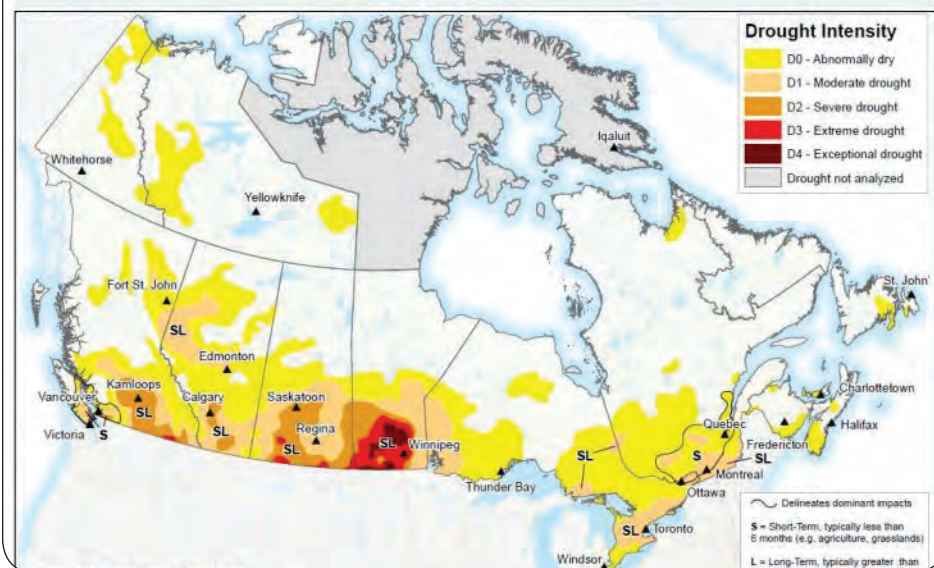 Drought Intensity
D0 - Abnormally dry
D1 - Moderate drought
D2 - Severe drought
D3 - Extreme drought
D4 - Exceptional drought
Drought not analyzed
Iqaluit
Whitehorse
Yellowknife
Fort St. John
St. John'
SL
Edmonton
Kamloops
Vancouver
Calgary
Saskatoon
Charlottetown
SL
Victoria
S
SL
Regina
SL
SL
Winnipeg
Quebec
Halifax
Fredericton
SL
S
SL
Montreal
Thunder Bay
Ottawa
SL
Toronto
Windsor
Delineates dominant impacts
S = Short-Term, typically less than
6 months (e.g. agriculture, grasslands)
L = Long-Term, typically greater than